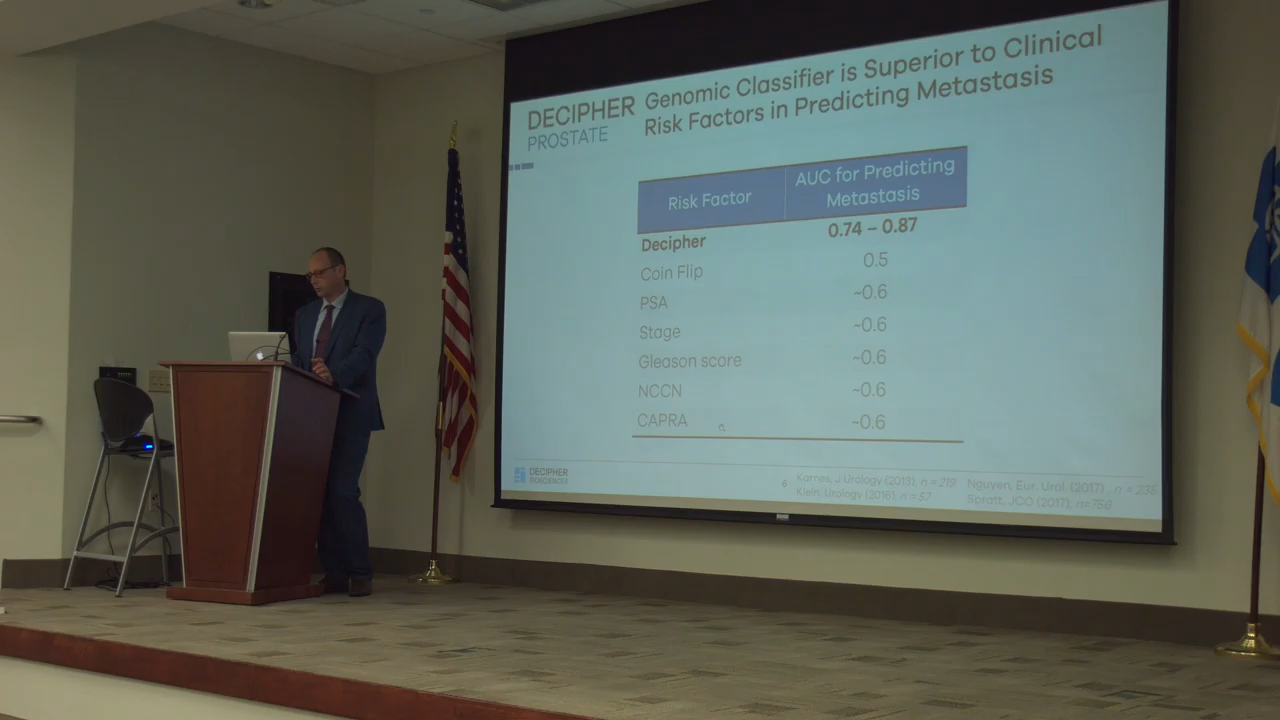 DECIPHER
PROSTATE
Genomic Classifier is Superior to Clinical
Risk Factors in Predicting Metastasis
Risk Factor
AUC for Predicting
Metastasis
Decipher 0.74 – 0.87
Coin Flip 0.5
PSA ~0.6
Stage ~0.6
Gleason score ~0.6
NCCN ~0.6
CAPRA ~0.6
DECIPHER
BIOSCIENCES
6
Karnes, J Urology (2013), n = 219
Klein, Urology (2016), n = 57
Nguyen, Eur. Urol. (2017), n = 235
Spratt, JCO (2017), n=756